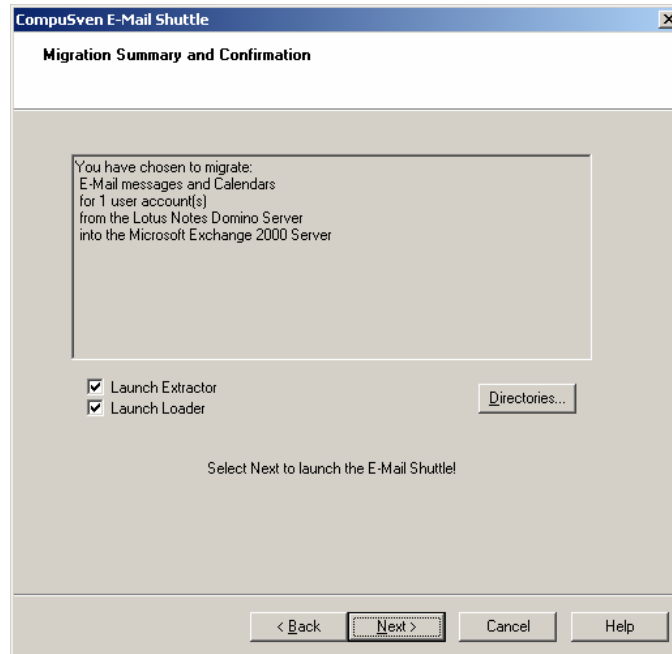 CompuSven E-Mail Shuttle
Migration Summary and Confirmation
You have chosen to migrate:
E-Mail messages and Calendars
for 1 user account(s)
from the Lotus Notes Domino Server
into the Microsoft Exchange 2000 Server
Launch Extractor
Launch Loader
Directories...
Select Next to launch the E-Mail Shuttle!
< Back
Next >
Cancel
Help